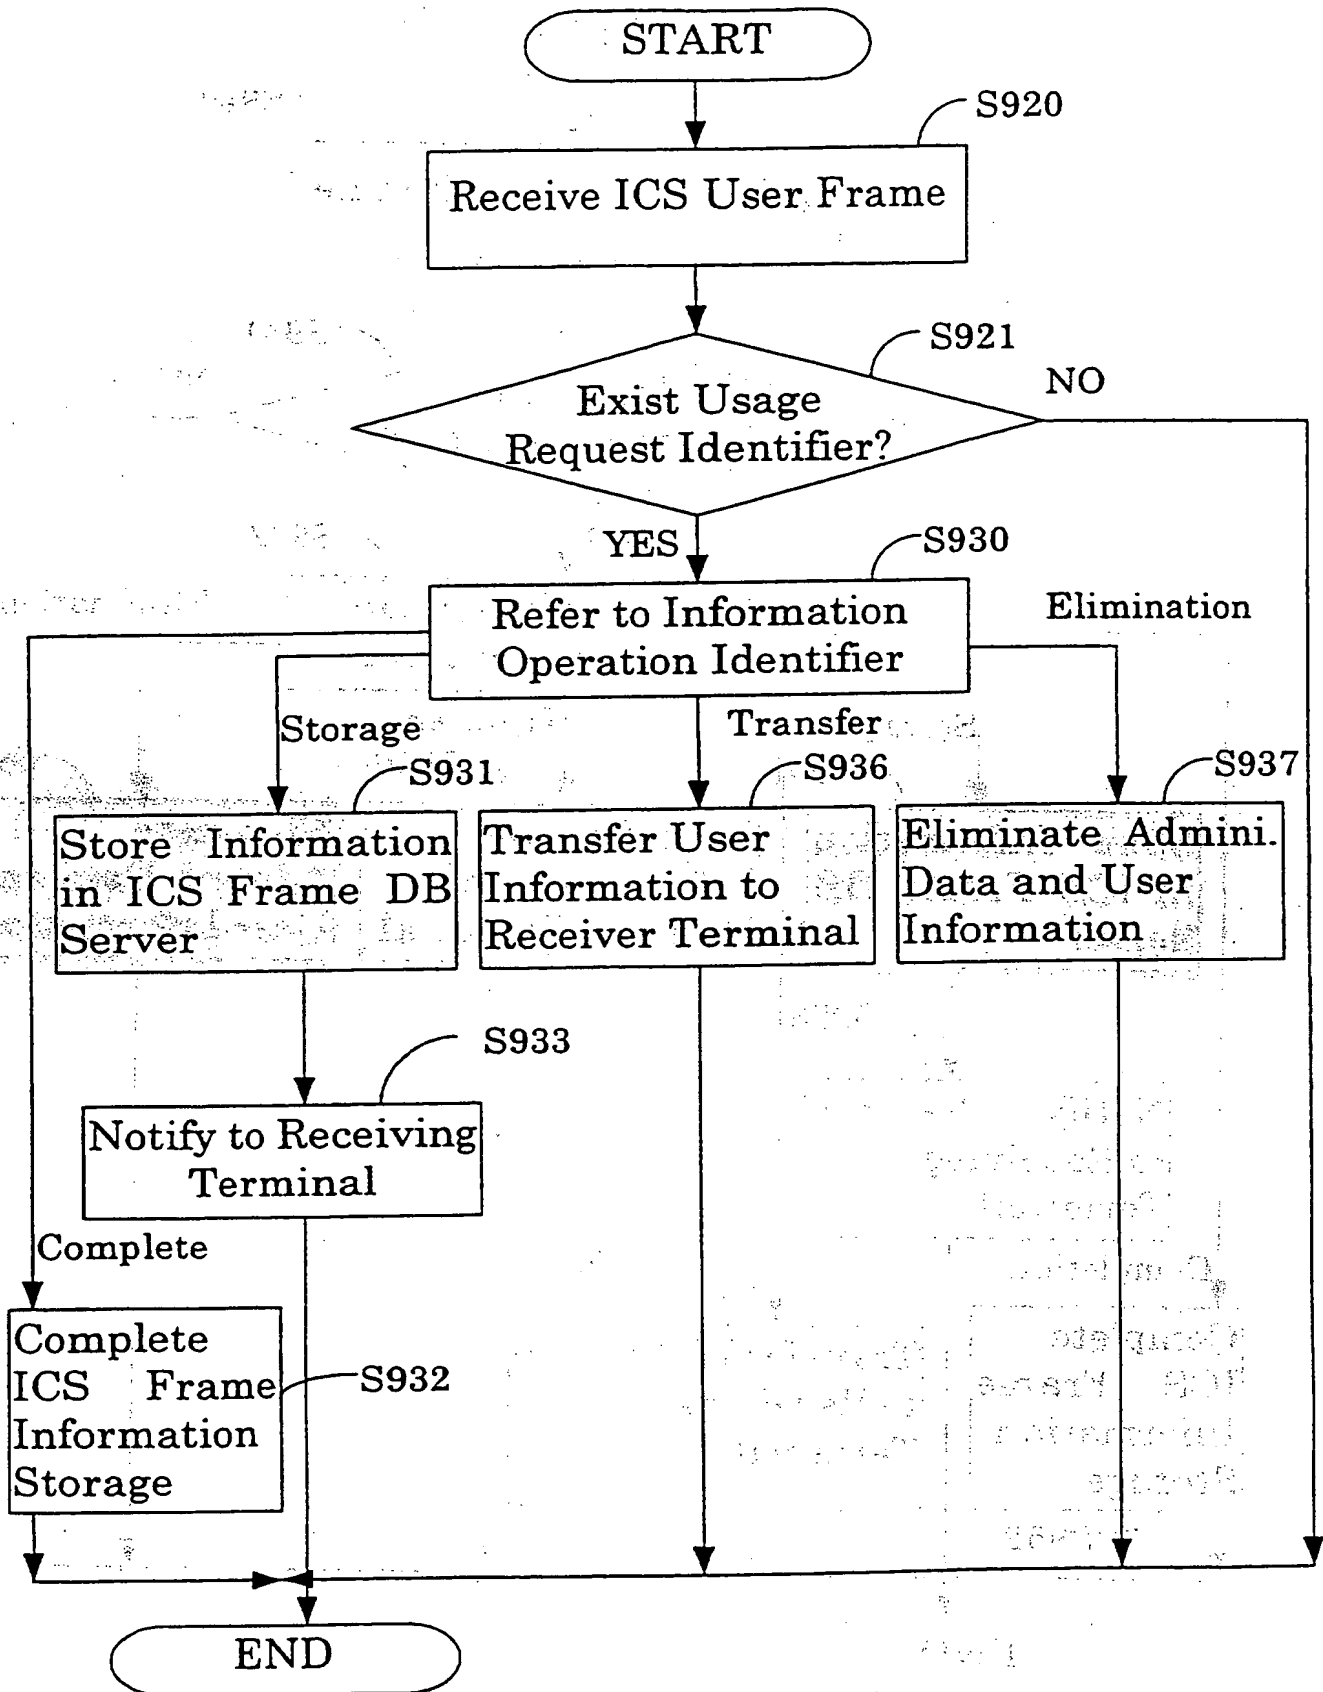 START
S920
Receive ICS User Frame
S921
NO
Exist Usage
Request Identifier?
YES
S930
Refer to Information
Operation Identifier
Elimination
Storage
Transfer
S931
S936
S937
Store Information
in ICS Frame DB
Server
Transfer User
Information to
Receiver Terminal
Eliminate Admini.
Data and User
Information
S933
Notify to Receiving
Terminal
Complete
Complete
ICS Frame
Information
Storage
S932
END